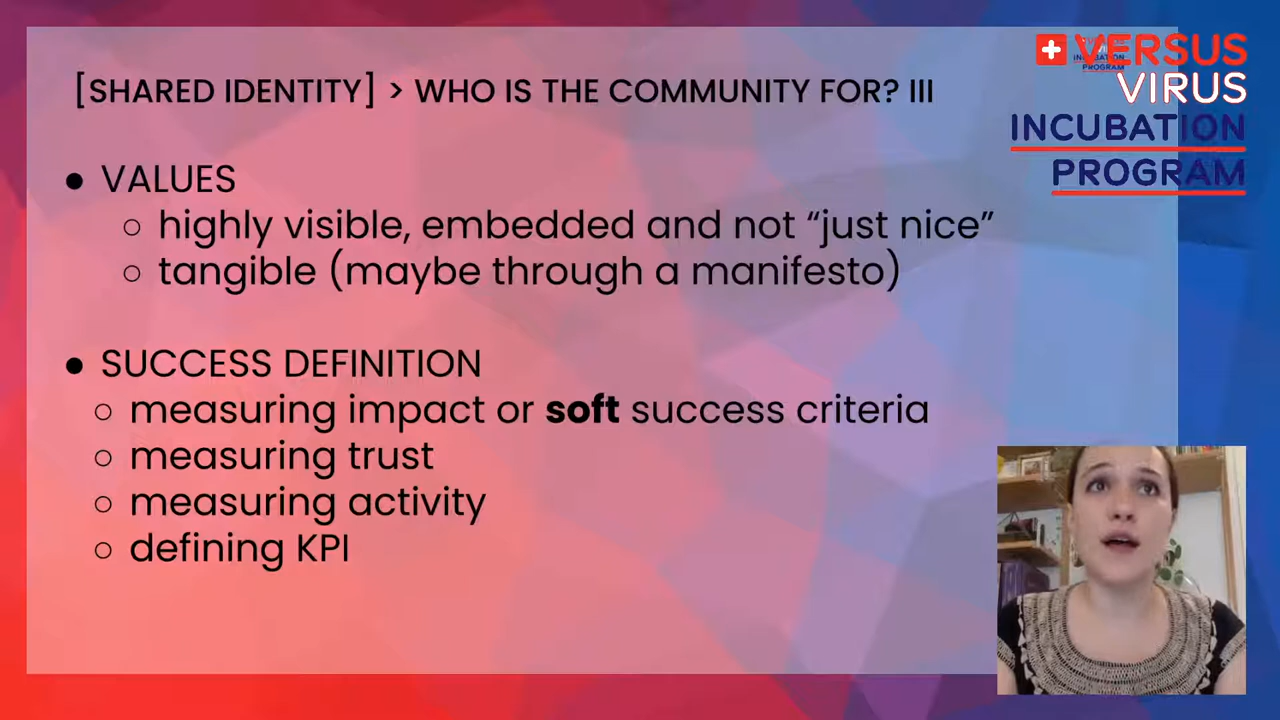 [SHARED IDENTITY] > WHO IS THE COMMUNITY FOR? III
VERSUS
VIRUS
INCUBATION
PROGRAM
● VALUES
○ highly visible, embedded and not “just nice”
○ tangible (maybe through a manifesto)
● SUCCESS DEFINITION
○ measuring impact or soft success criteria
○ measuring trust
○ measuring activity
○ defining KPI